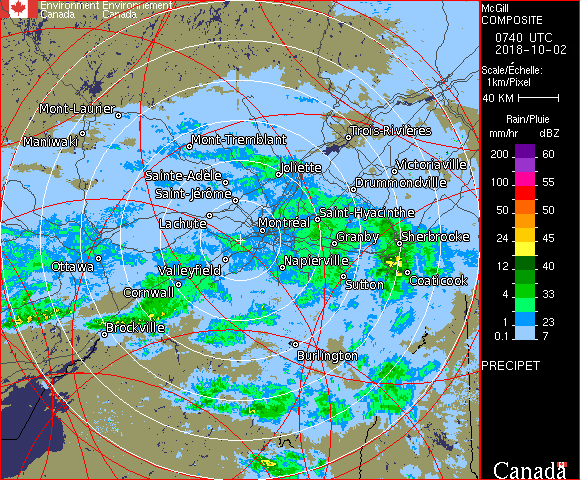 Environment Environnement
Canada Canada
McGill
COMPOSITE
0740 UTC
2018-10-02
Scale/Échelle:
1km/Pixel
40 KM
Rain/Pluie
mm/hr dBZ
200 60
100 55
50 50
24 45
12 40
4 33
1 23
0.1 7
PRECIPET
Canada
Mont-Laurier
Maniwaki
Mont-Tremblant
Trois-Rivières
Joliette
Victoriaville
Sainte-Adèle
Drummondville
Saint-Jérôme
Saint-Hyacinthe
Lachute
Montréal
Granby
Sherbrooke
Ottawa
Valleyfield
Napierville
Cornwall
Sutton
Coaticook
Brockville
Burlington